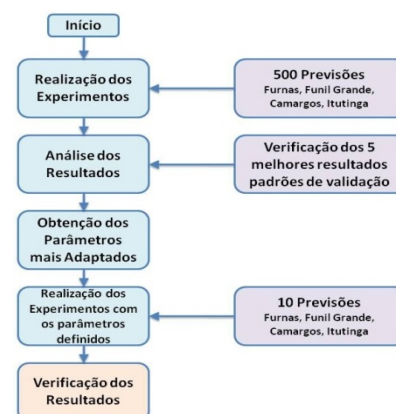 Início
Realização dos
Experimentos
500 Previsões
Furnas, Funil Grande,
Camargos, Itutinga
Análise dos
Resultados
Verificação dos 5
melhores resultados
padrões de validação
Obtenção dos
Parâmetros
mais Adaptados
Realização dos
Experimentos com
os parâmetros
definidos
10 Previsões
Furnas, Funil Grande,
Camargos, Itutinga
Verificação dos
Resultados